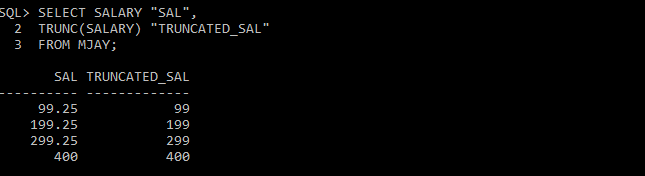 SQL> SELECT SALARY "SAL",
  2  TRUNC(SALARY) "TRUNCATED_SAL"
  3  FROM MJAY;

       SAL TRUNCATED_SAL
---------- -------------
     99.25            99
    199.25           199
    299.25           299
       400           400